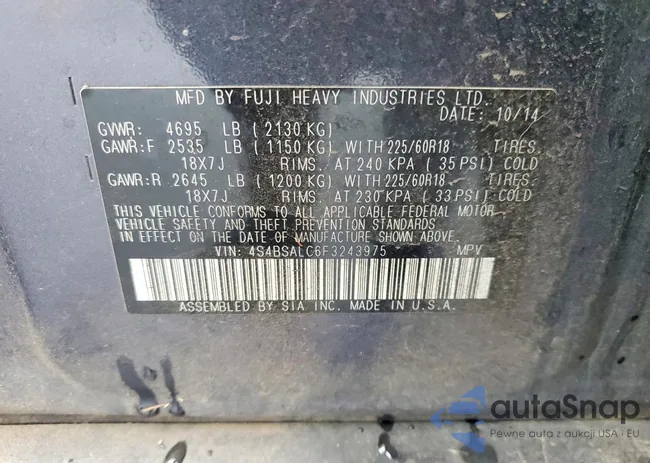 MFD BY FUJI HEAVY INDUSTRIES LTD.
DATE: 10/14
GVWR: 4695 LB (2130 KG)
GAWR:F 2535 LB (1150 KG) WITH 225/60R18 TIRES.
18X7J RIMS. AT 240 KPA (35 PSI) COLD
GAWR:R 2645 LB (1200 KG) WITH 225/60R18 TIRES.
18X7J RIMS. AT 230 KPA (33 PSI) COLD
THIS VEHICLE CONFORMS TO ALL APPLICABLE FEDERAL MOTOR
VEHICLE SAFETY AND THEFT PREVENTION STANDARDS
IN EFFECT ON THE DATE OF MANUFACTURE SHOWN ABOVE.
VIN: 4S4BSALC6F3243975 MPV
ASSEMBLED BY SIA INC. MADE IN U.S.A.
autaSnap
Pewne auta z aukcji USA i EU